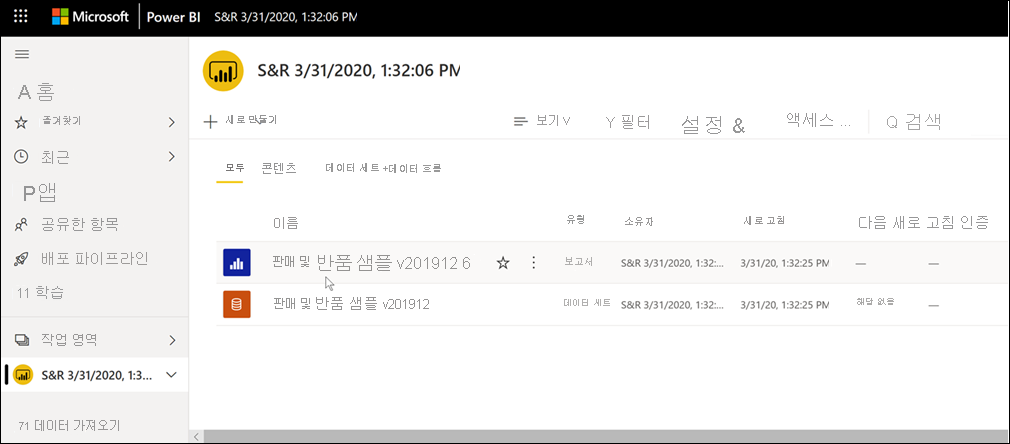 Microsoft Power BI S&R 3/31/2020, 1:32:06 PM
S&R 3/31/2020, 1:32:06 PM
A 홈
즐겨찾기
최근
P앱
공유한 항목
배포 파이프라인
11 학습
작업 영역
S&R 3/31/2020, 1:3...
71 데이터 가져오기
새로 만들기
보기 V
Y 필터
설정 &
액세스 ...
Q 검색
모두 콘텐츠 데이터 세트 +데이터 흐름
이름 유형 소유자 새로 고침 다음 새로 고침 인증
판매 및 반품 샘플 v201912 6 보고서 S&R 3/31/2020, 1:32:... 3/31/20, 1:32:25 PM — —
판매 및 반품 샘플 v201912 데이터 세트 S&R 3/31/2020, 1:32:... 3/31/20, 1:32:25 PM 해당 없음 —